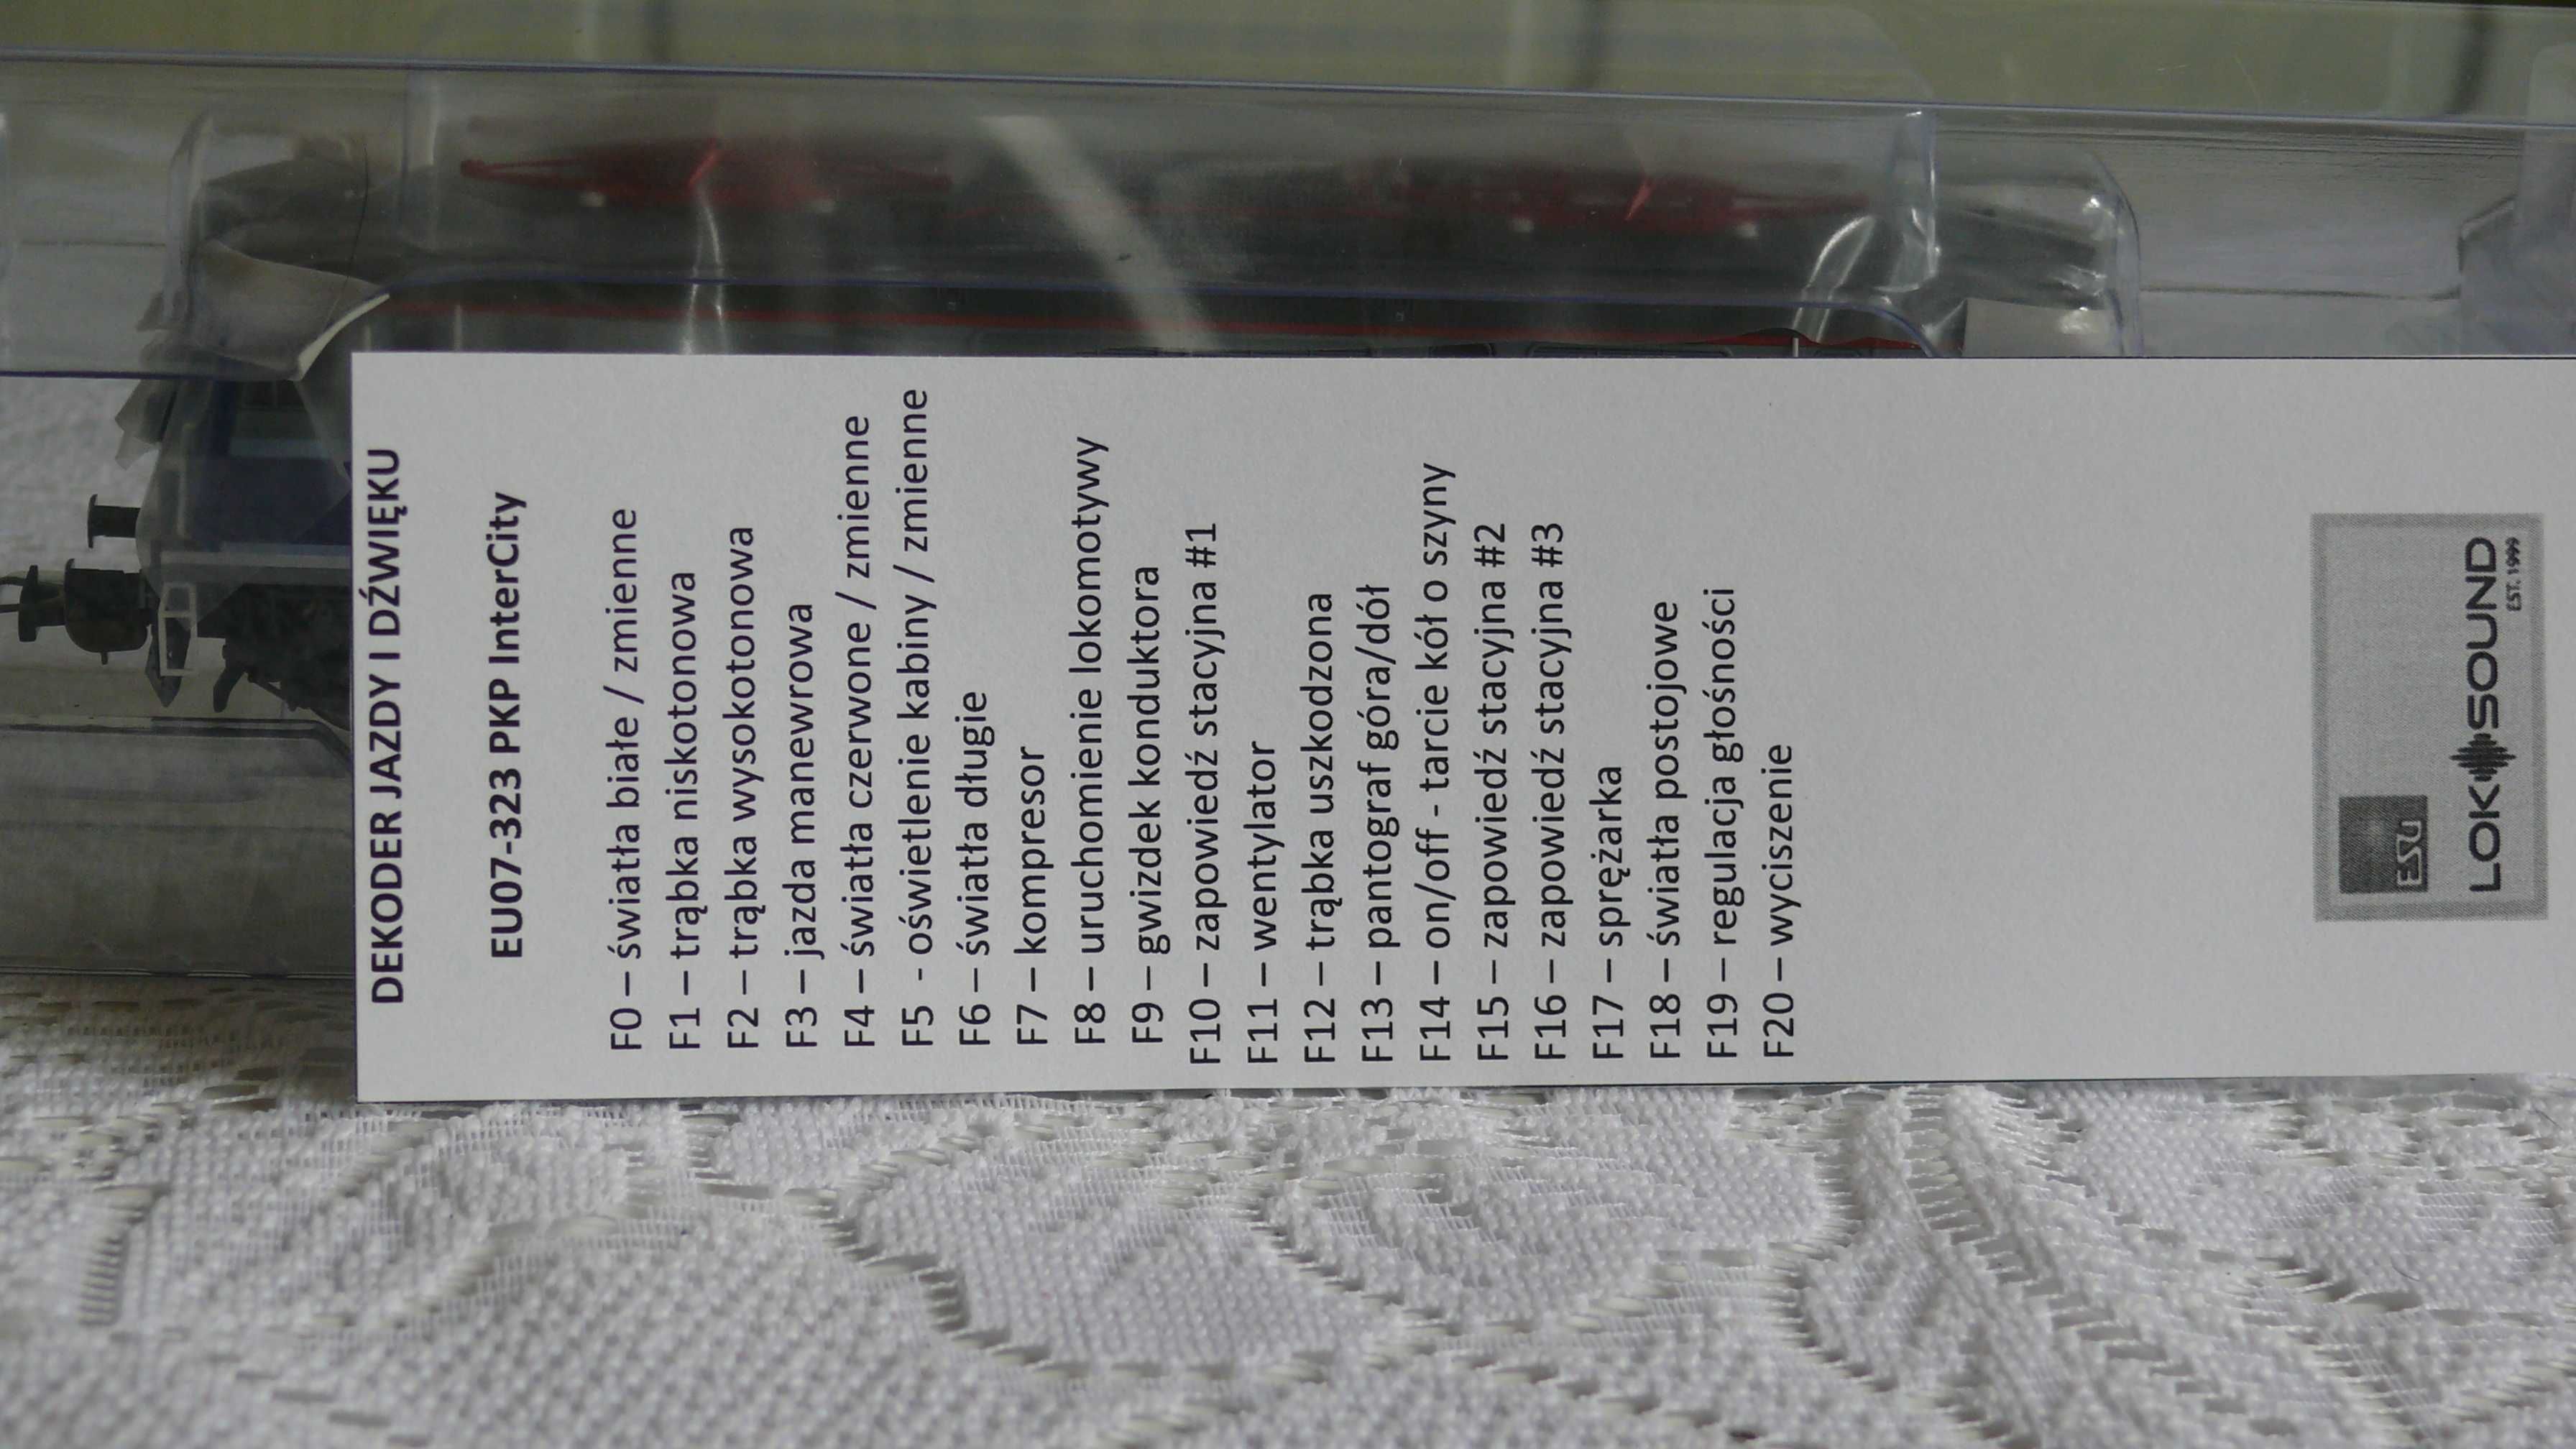 DEKODER JAZDY I DŹWIĘKU
EU07-323 PKP InterCity
F0 – światła białe / zmienne
F1 – trąbka niskotonowa
F2 – trąbka wysokotonowa
F3 – jazda manewrowa
F4 – światła czerwone / zmienne
F5 - oświetlenie kabiny / zmienne
F6 – światła długie
F7 – kompresor
F8 – uruchomienie lokomotywy
F9 – gwizdek konduktora
F10 – zapowiedź stacyjna #1
F11 – wentylator
F12 – trąbka uszkodzona
F13 – pantograf góra/dół
F14 – on/off - tarcie kół o szyny
F15 – zapowiedź stacyjna #2
F16 – zapowiedź stacyjna #3
F17 – sprężarka
F18 – światła postojowe
F19 – regulacja głośności
F20 – wyciszenie
ESU
LOKSOUND
EST. 1999